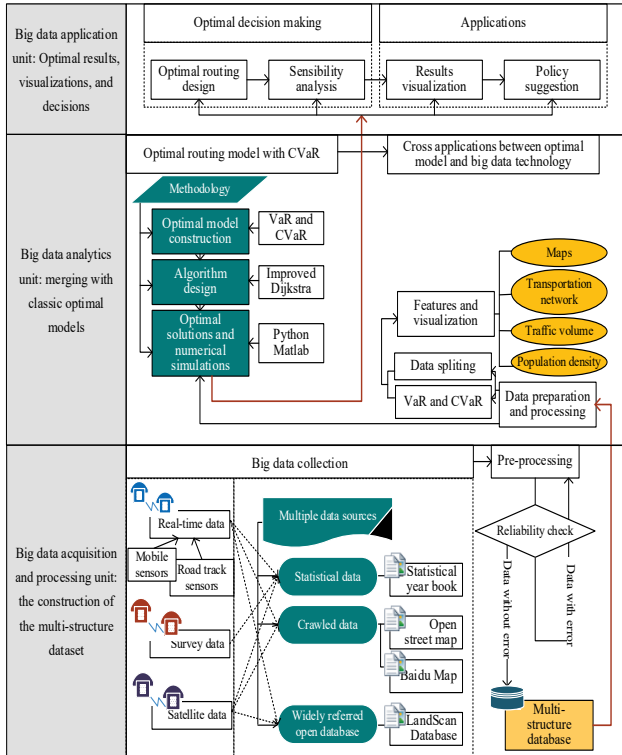 Big data application
unit: Optimal results,
visualizations, and
decisions
Optimal decision making
Applications
Optimal routing
design
Sensibility
analysis
Results
visualization
Policy
suggestion
Big data analytics
unit: merging with
classic optimal
models
Optimal routing model with CVaR
Cross applications between optimal
model and big data technology
Methodology
Optimal model
construction
VaR and
CVaR
Algorithm
design
Improved
Dijkstra
Optimal
solutions and
numerical
simulations
Python
Matlab
Features and
visualization
Maps
Transportation
network
Traffic volume
Population density
Data spliting
VaR and CVaR
Data preparation
and processing
Big data acquisition
and processing unit:
the construction of
the multi-structure
dataset
Big data collection
Pre-processing
Real-time data
Mobile
sensors
Road track
sensors
Survey data
Satellite data
Multiple data sources
Statistical data
Statistical
year book
Crawled data
Open
street map
Baidu Map
Widely referred
open database
LandScan
Database
Reliability check
Data without error
Data with error
Multi-
structure
database